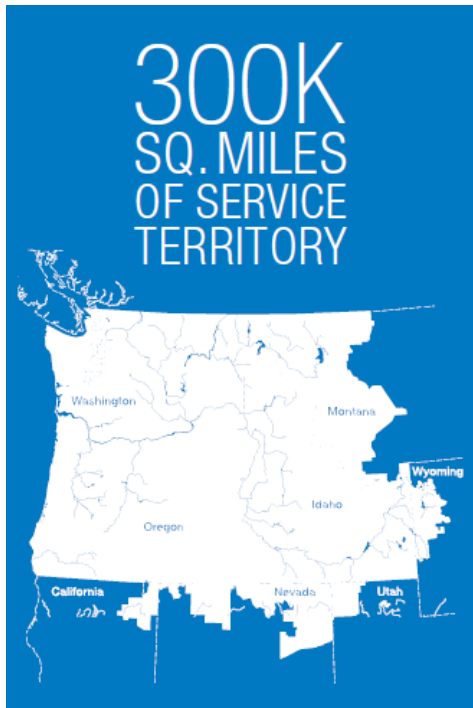 300K
SQ. MILES
OF SERVICE
TERRITORY
Washington
Montana
Wyoming
Idaho
Oregon
California
Nevada
Utah